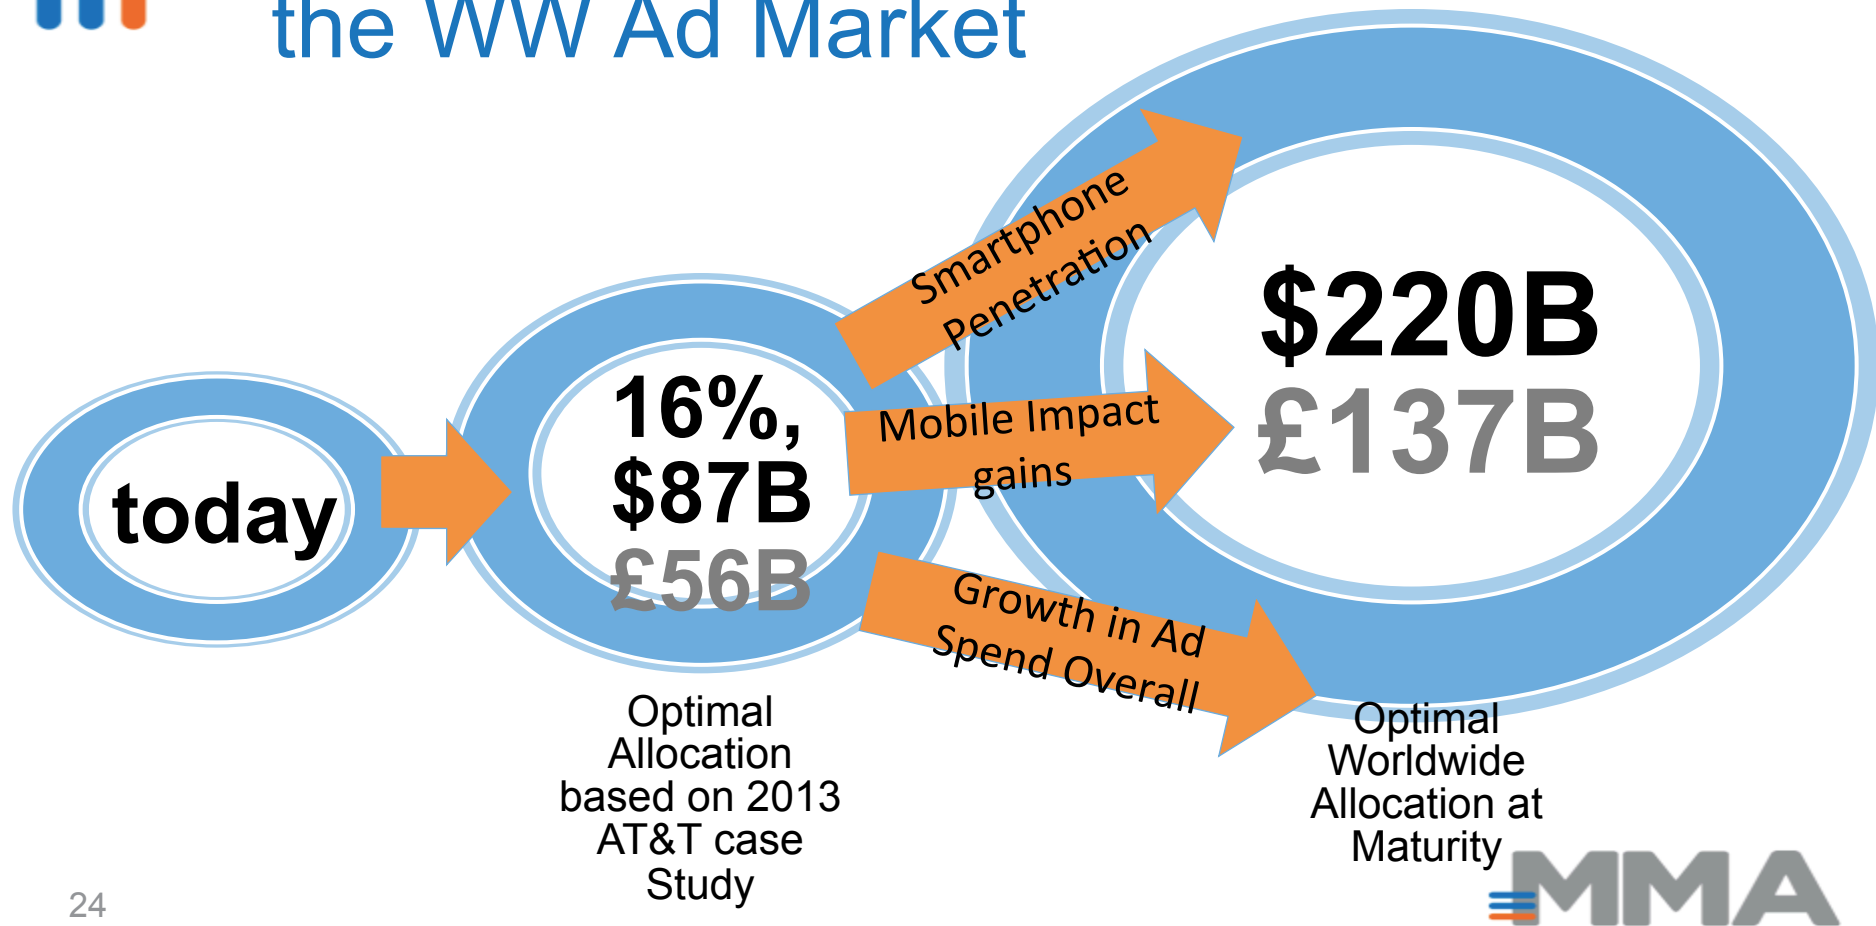 the WW Ad Market
today
16%,
$87B
£56B
Smartphone
Penetration
Mobile Impact
gains
Growth in Ad
Spend Overall
$220B
£137B
Optimal
Allocation
based on 2013
AT&T case
Study
Optimal
Worldwide
Allocation at
Maturity
24
MMA